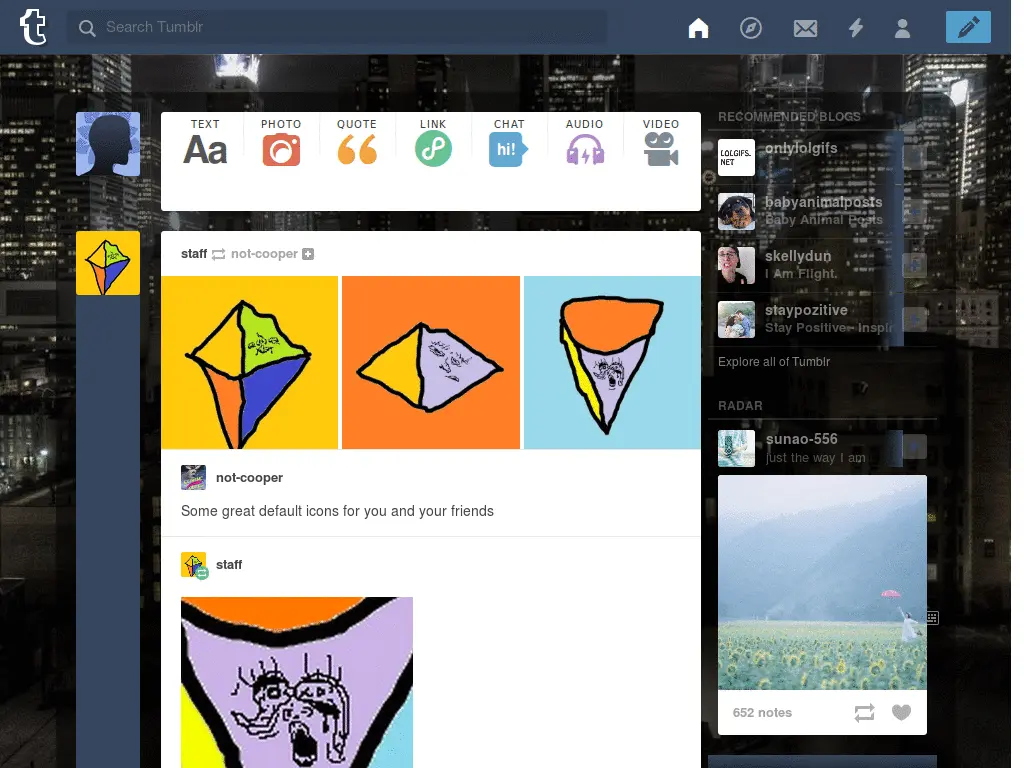 t
Search Tumblr
TEXT
PHOTO
QUOTE
LINK
CHAT
AUDIO
VIDEO
Aa
hi!
RECOMMENDED BLOGS
LOLGIFS.
NET
onlylolgifs
babyanimalposts
Baby Animal Posts
skellydun
I Am Flight.
staypozitive
Stay Positive - Inspir
Explore all of Tumblr
RADAR
sunao-556
just the way I am
652 notes
staff not-cooper
not-cooper
Some great default icons for you and your friends
staff